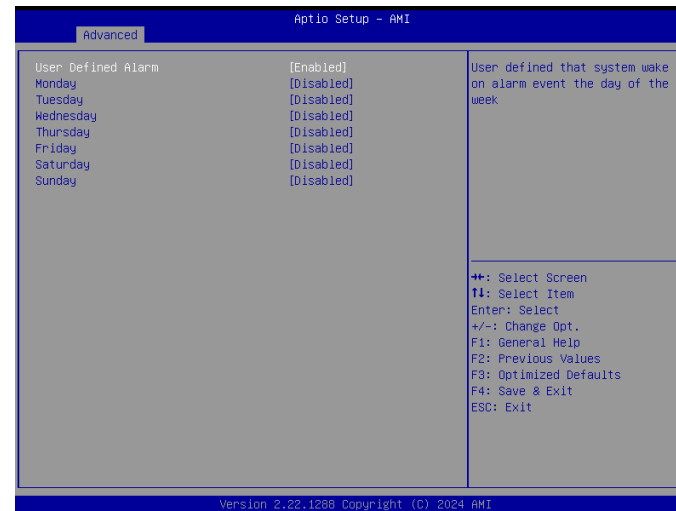 Aptio Setup – AMI
Advanced
User Defined Alarm [Enabled]
Monday [Disabled]
Tuesday [Disabled]
Wednesday [Disabled]
Thursday [Disabled]
Friday [Disabled]
Saturday [Disabled]
Sunday [Disabled]
User defined that system wake
on alarm event the day of the
week
→←: Select Screen
↑↓: Select Item
Enter: Select
+/-: Change Opt.
F1: General Help
F2: Previous Values
F3: Optimized Defaults
F4: Save & Exit
ESC: Exit
Version 2.22.1288 Copyright (C) 2024 AMI